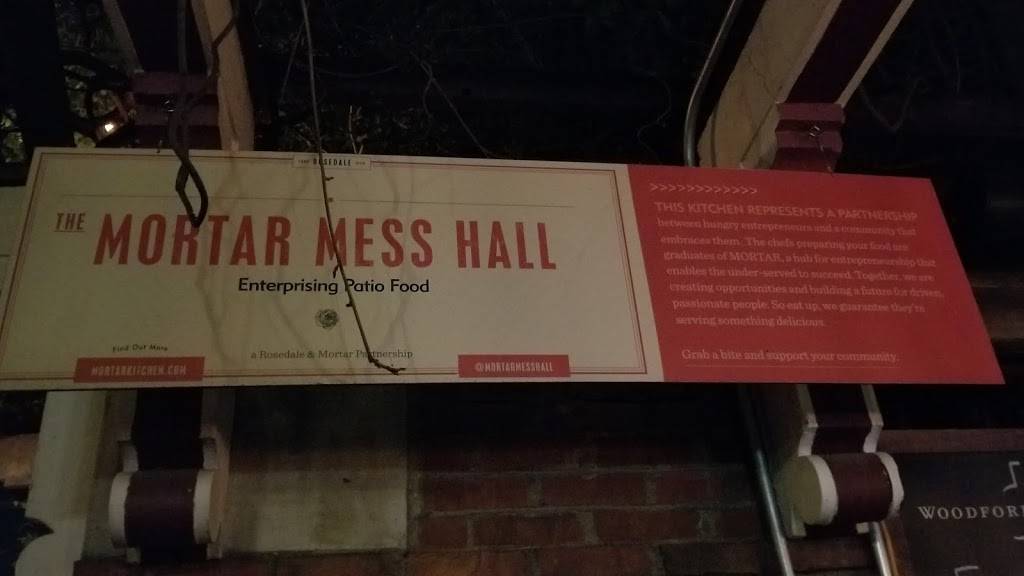 ROSEDALE
THE
MORTAR MESS HALL
Enterprising Patio Food
Find Out More
MORTARKITCHEN.COM
a Rosedale & Mortar Partnership
@MORTARMESSHALL
>>>>>>>>>>>>
THIS KITCHEN REPRESENTS A PARTNERSHIP
between hungry entrepreneurs and a community that
embraces them. The chefs preparing your food are
graduates of MORTAR, a hub for entrepreneurship that
enables the under-served to succeed. Together, we are
creating opportunities and building a future for driven,
passionate people. So eat up, we guarantee they're
serving something delicious.
Grab a bite and support your community.
WOODFOR